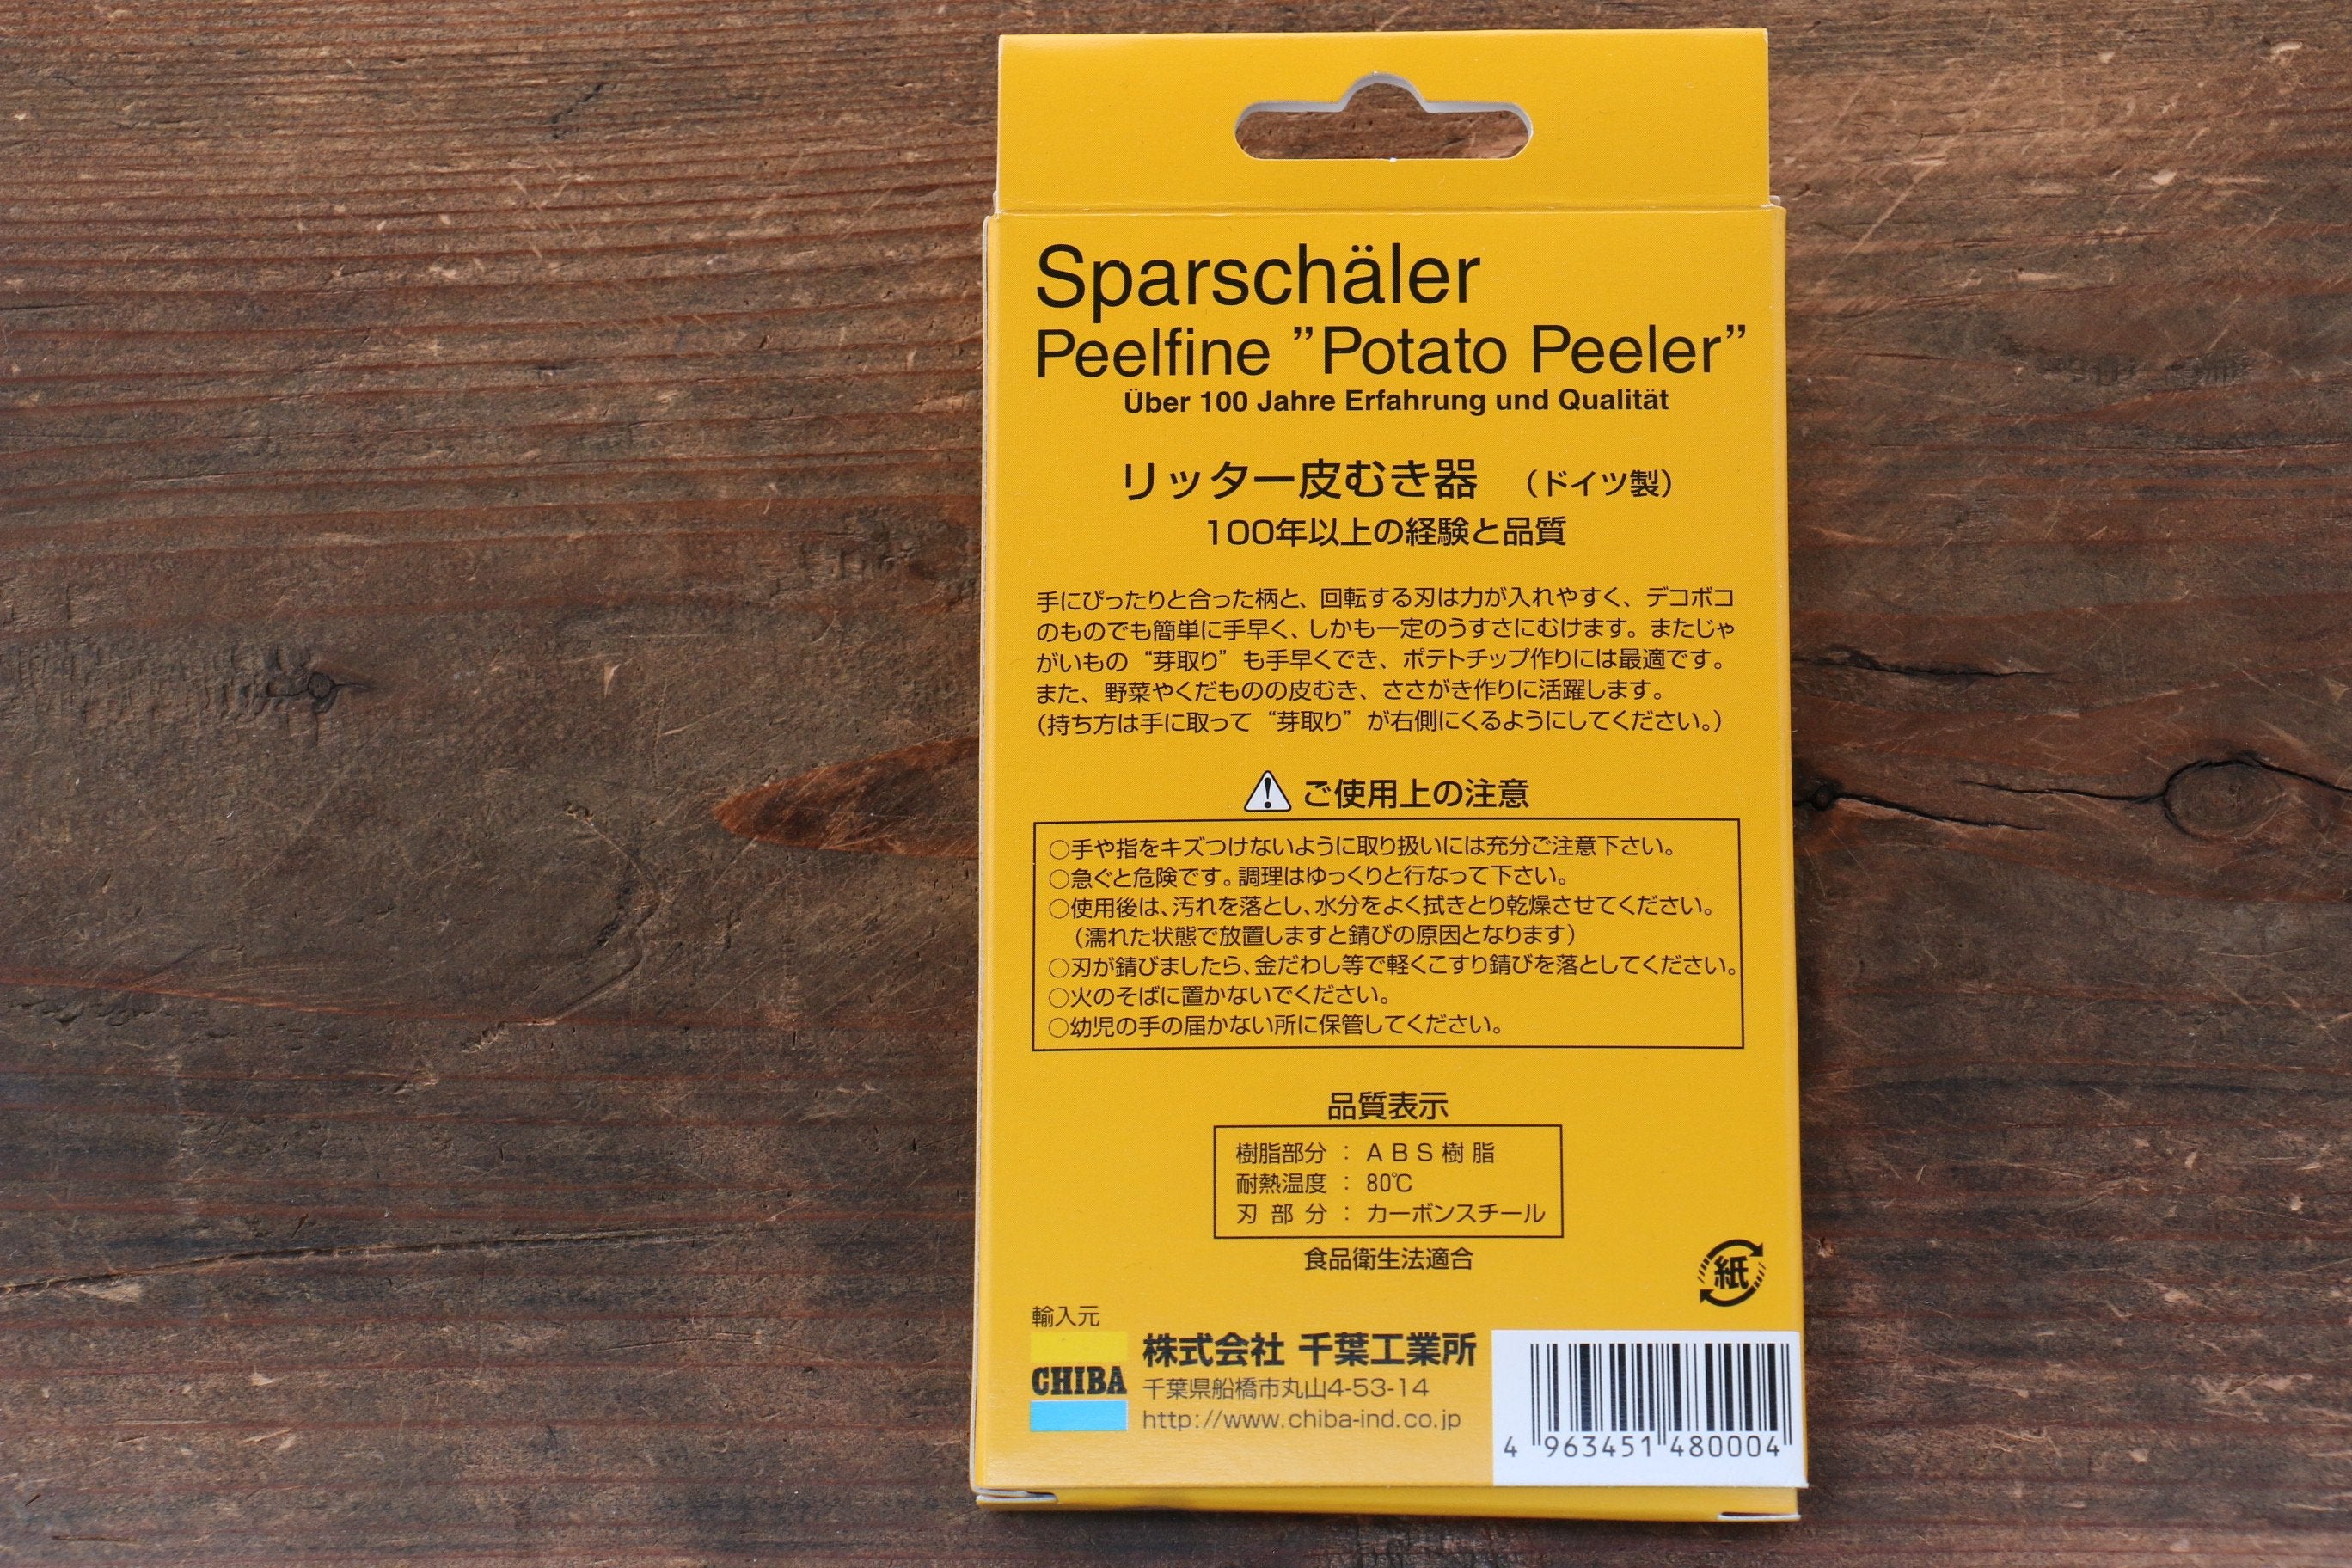 Sparschäler
Peelfine ”Potato Peeler”
Über 100 Jahre Erfahrung und Qualität
リッター皮むき器 （ドイツ製）
100年以上の経験と品質
手にぴったりと合った柄と、回転する刃は力が入れやすく、デコボコ
のものでも簡単に手早く、しかも一定のうすさにむけます。またじゃ
がいもの “芽取り” も手早くでき、ポテトチップ作りには最適です。
また、野菜やくだものの皮むき、ささがき作りに活躍します。
（持ち方は手に取って “芽取り” が右側にくるようにしてください。）
ご使用上の注意
○手や指をキズつけないように取り扱いには充分ご注意下さい。
○急ぐと危険です。調理はゆっくりと行なって下さい。
○使用後は、汚れを落とし、水分をよく拭きとり乾燥させてください。
（濡れた状態で放置しますと錆びの原因となります）
○刃が錆びましたら、金だわし等で軽くこすり錆びを落としてください。
○火のそばに置かないでください。
○幼児の手の届かない所に保管してください。
品質表示
樹脂部分 ： ＡＢＳ樹脂
耐熱温度 ： 80℃
刃部分 ： カーボンスチール
食品衛生法適合
紙
輸入元
CHIBA
株式会社 千葉工業所
千葉県船橋市丸山4-53-14
http://www.chiba-ind.co.jp
4 963451 480004